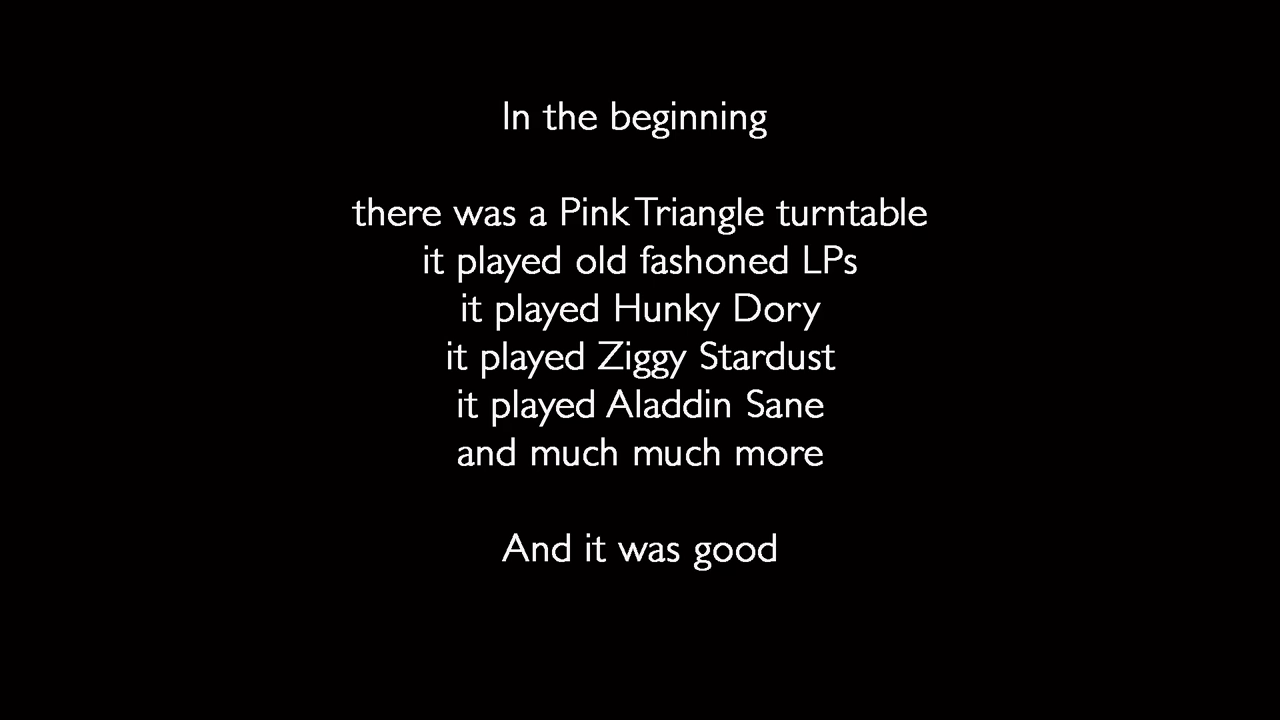 In the beginning
there was a Pink Triangle turntable
it played old fashoned LPs
it played Hunky Dory
it played Ziggy Stardust
it played Aladdin Sane
and much much more
And it was good